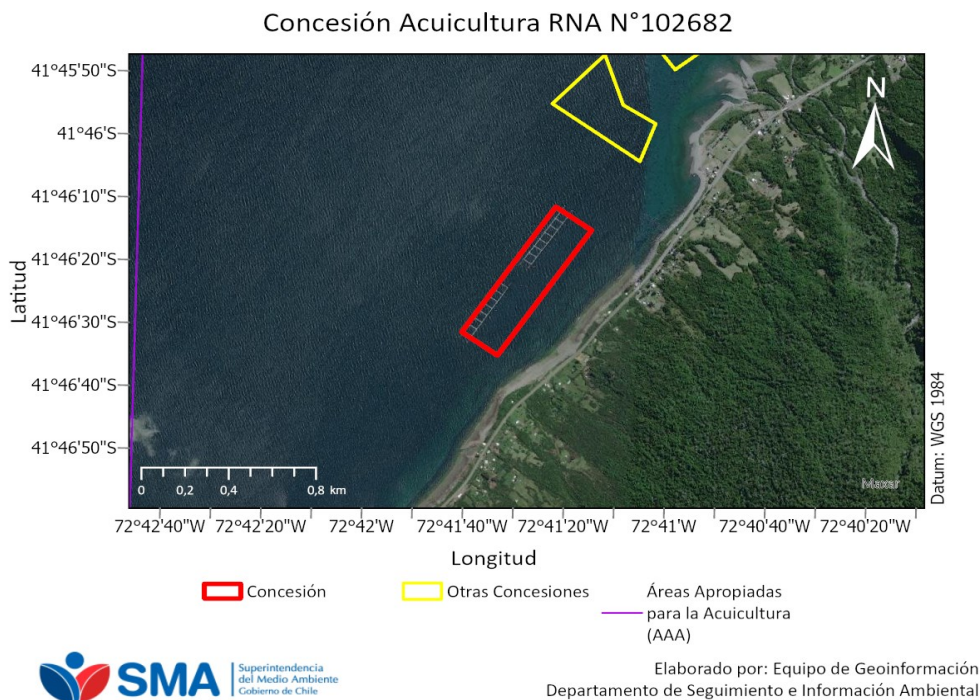 Concesión Acuicultura RNA N°102682
41°45'50"S
41°46'S
41°46'10"S
41°46'20"S
41°46'30"S
41°46'40"S
41°46'50"S
Latitud
N
0 0,2 0,4 0,8 km
Maxar
Datum: WGS 1984
72°42'40"W 72°42'20"W 72°42'W 72°41'40"W 72°41'20"W 72°41'W 72°40'40"W 72°40'20"W
Longitud
Concesión
Otras Concesiones
Áreas Apropiadas
para la Acuicultura
(AAA)
SMA
Superintendencia
del Medio Ambiente
Gobierno de Chile
Elaborado por: Equipo de Geoinformación
Departamento de Seguimiento e Información Ambiental